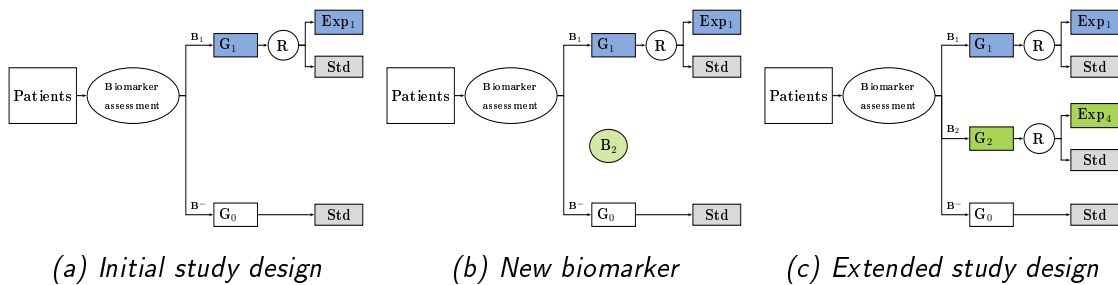 Patients
Biomarker
assessment
B₁
G₁
R
Exp₁
Std
B⁻
G₀
Std
(a) Initial study design
Patients
Biomarker
assessment
B₁
G₁
R
Exp₁
Std
B₂
B⁻
G₀
Std
(b) New biomarker
Patients
Biomarker
assessment
B₁
G₁
R
Exp₁
Std
B₂
G₂
R
Exp₄
Std
B⁻
G₀
Std
(c) Extended study design